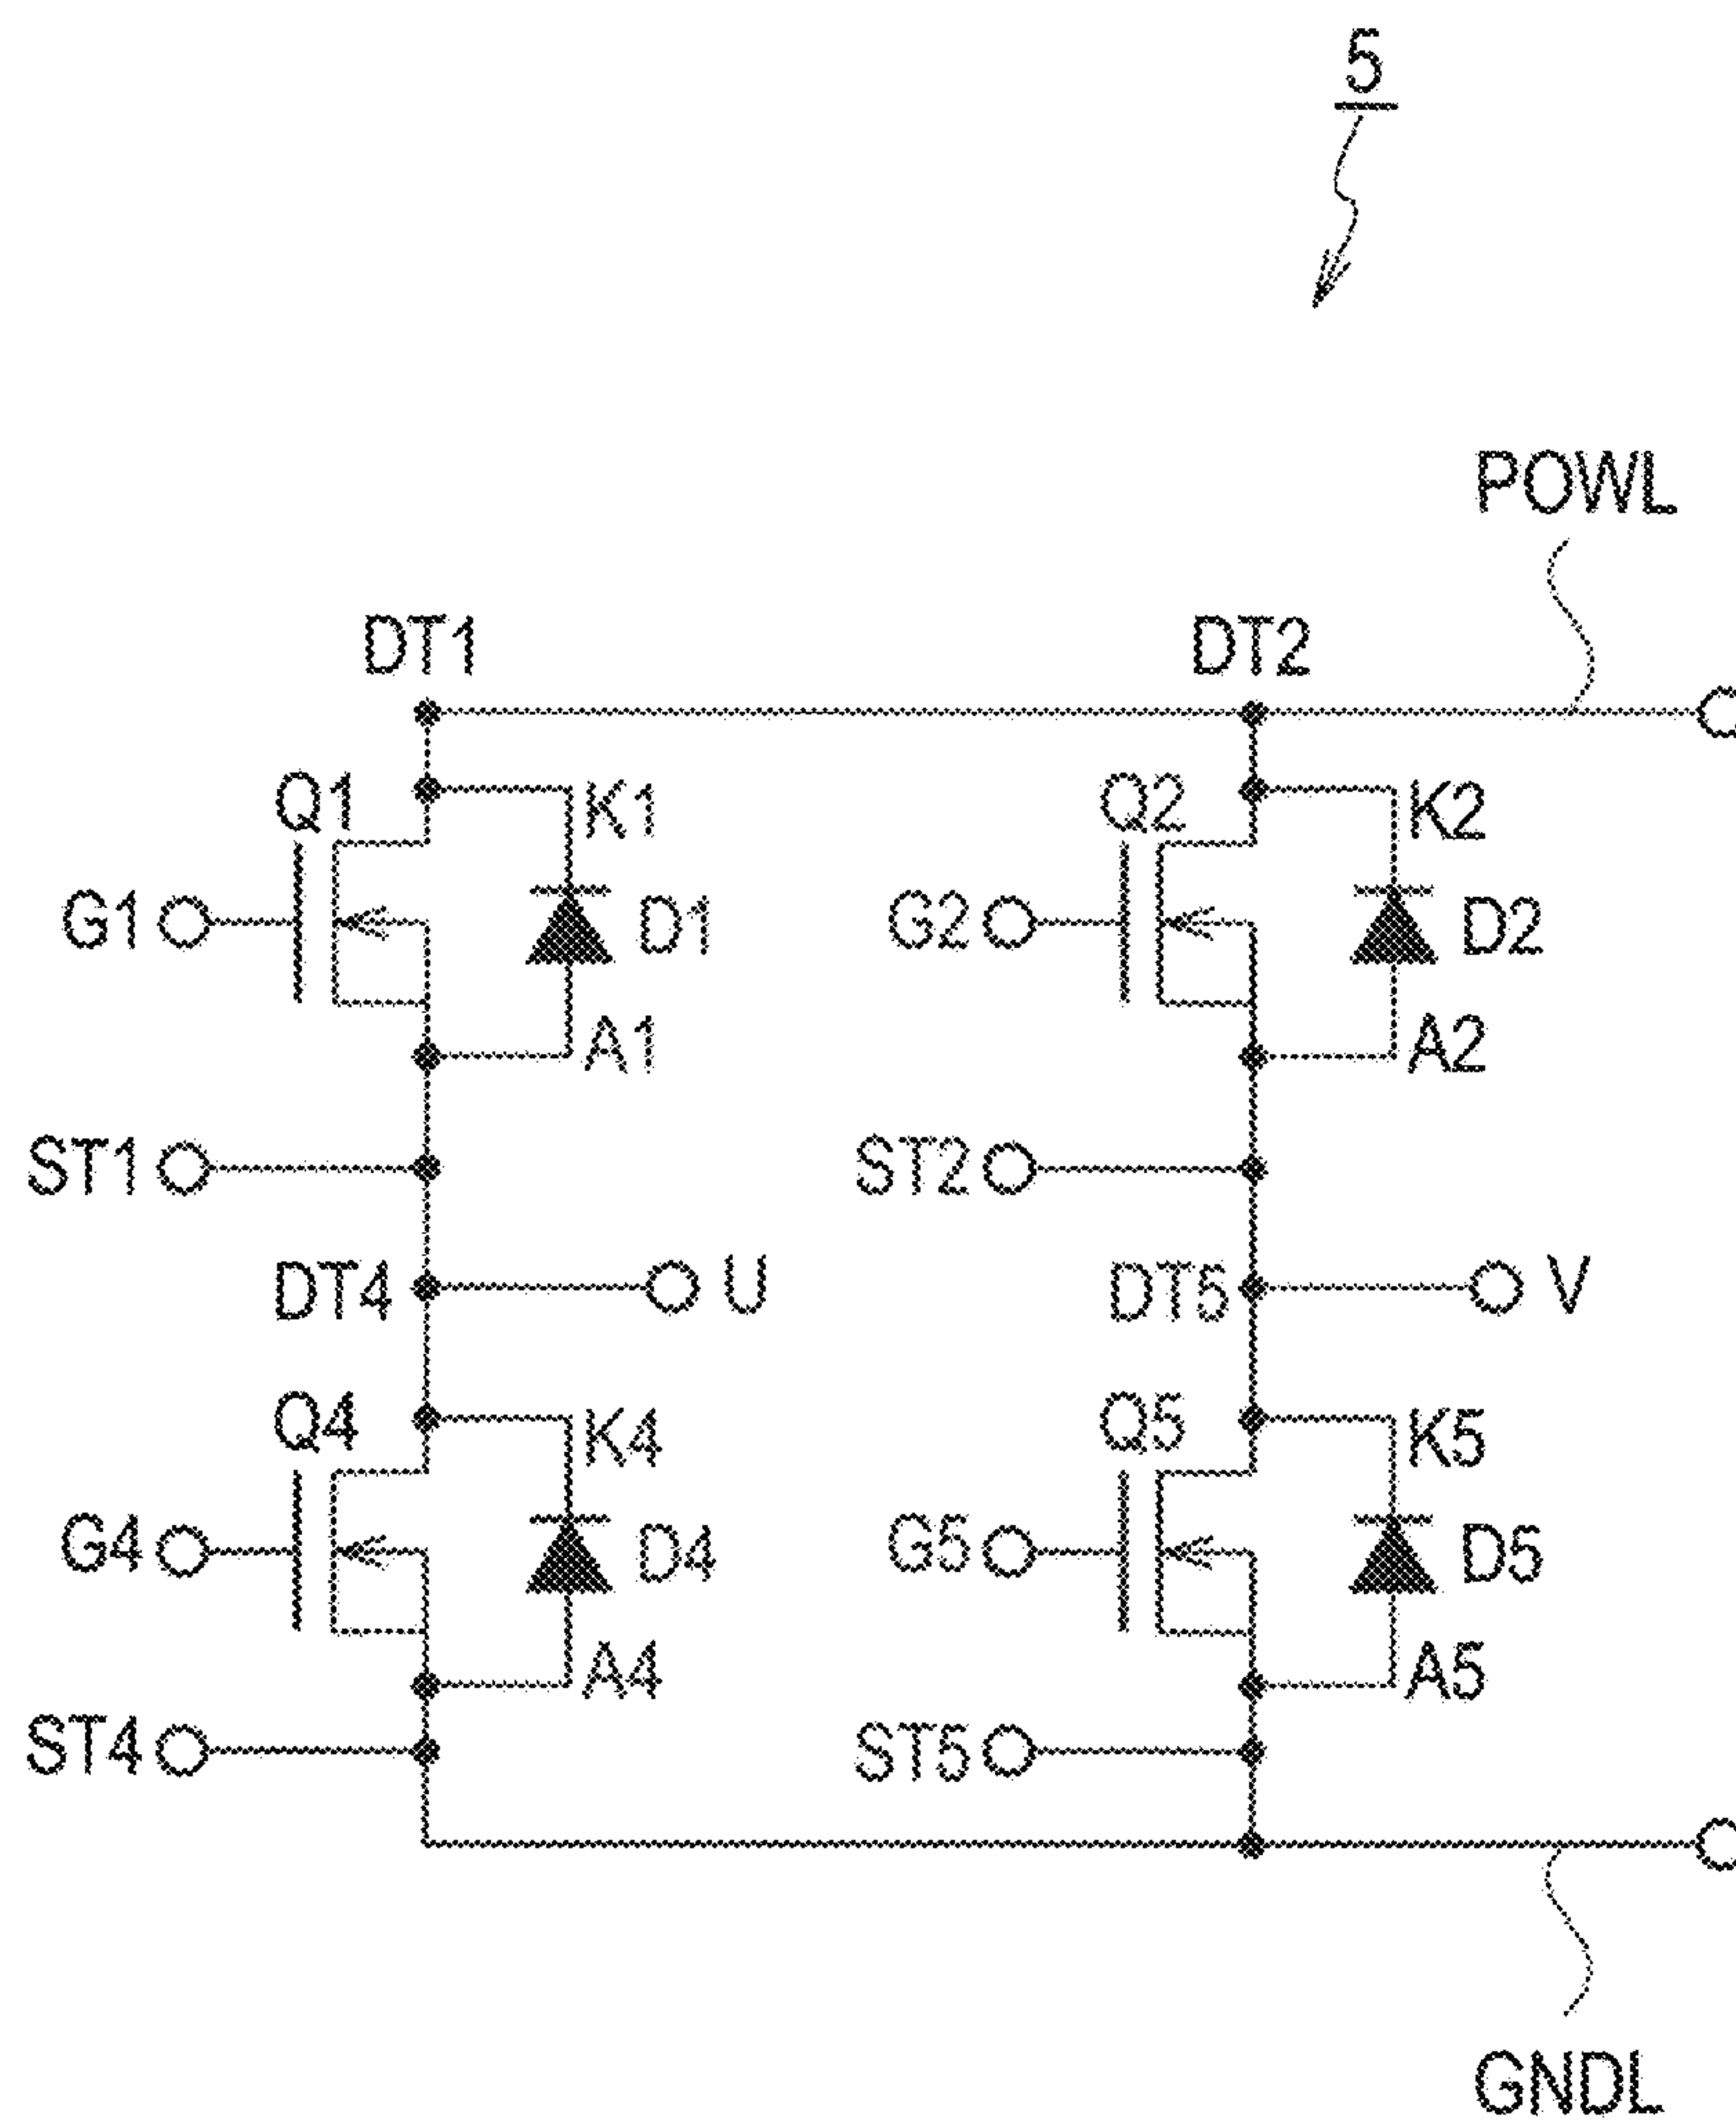 5
POWL
DT1 DT2
Q1 K1 Q2 K2
G1 D1 G2 D2
A1 A2
ST1 ST2
DT4 U DT5 V
Q4 K4 Q5 K5
G4 D4 G5 D5
A4 A5
ST4 ST5
GNDL